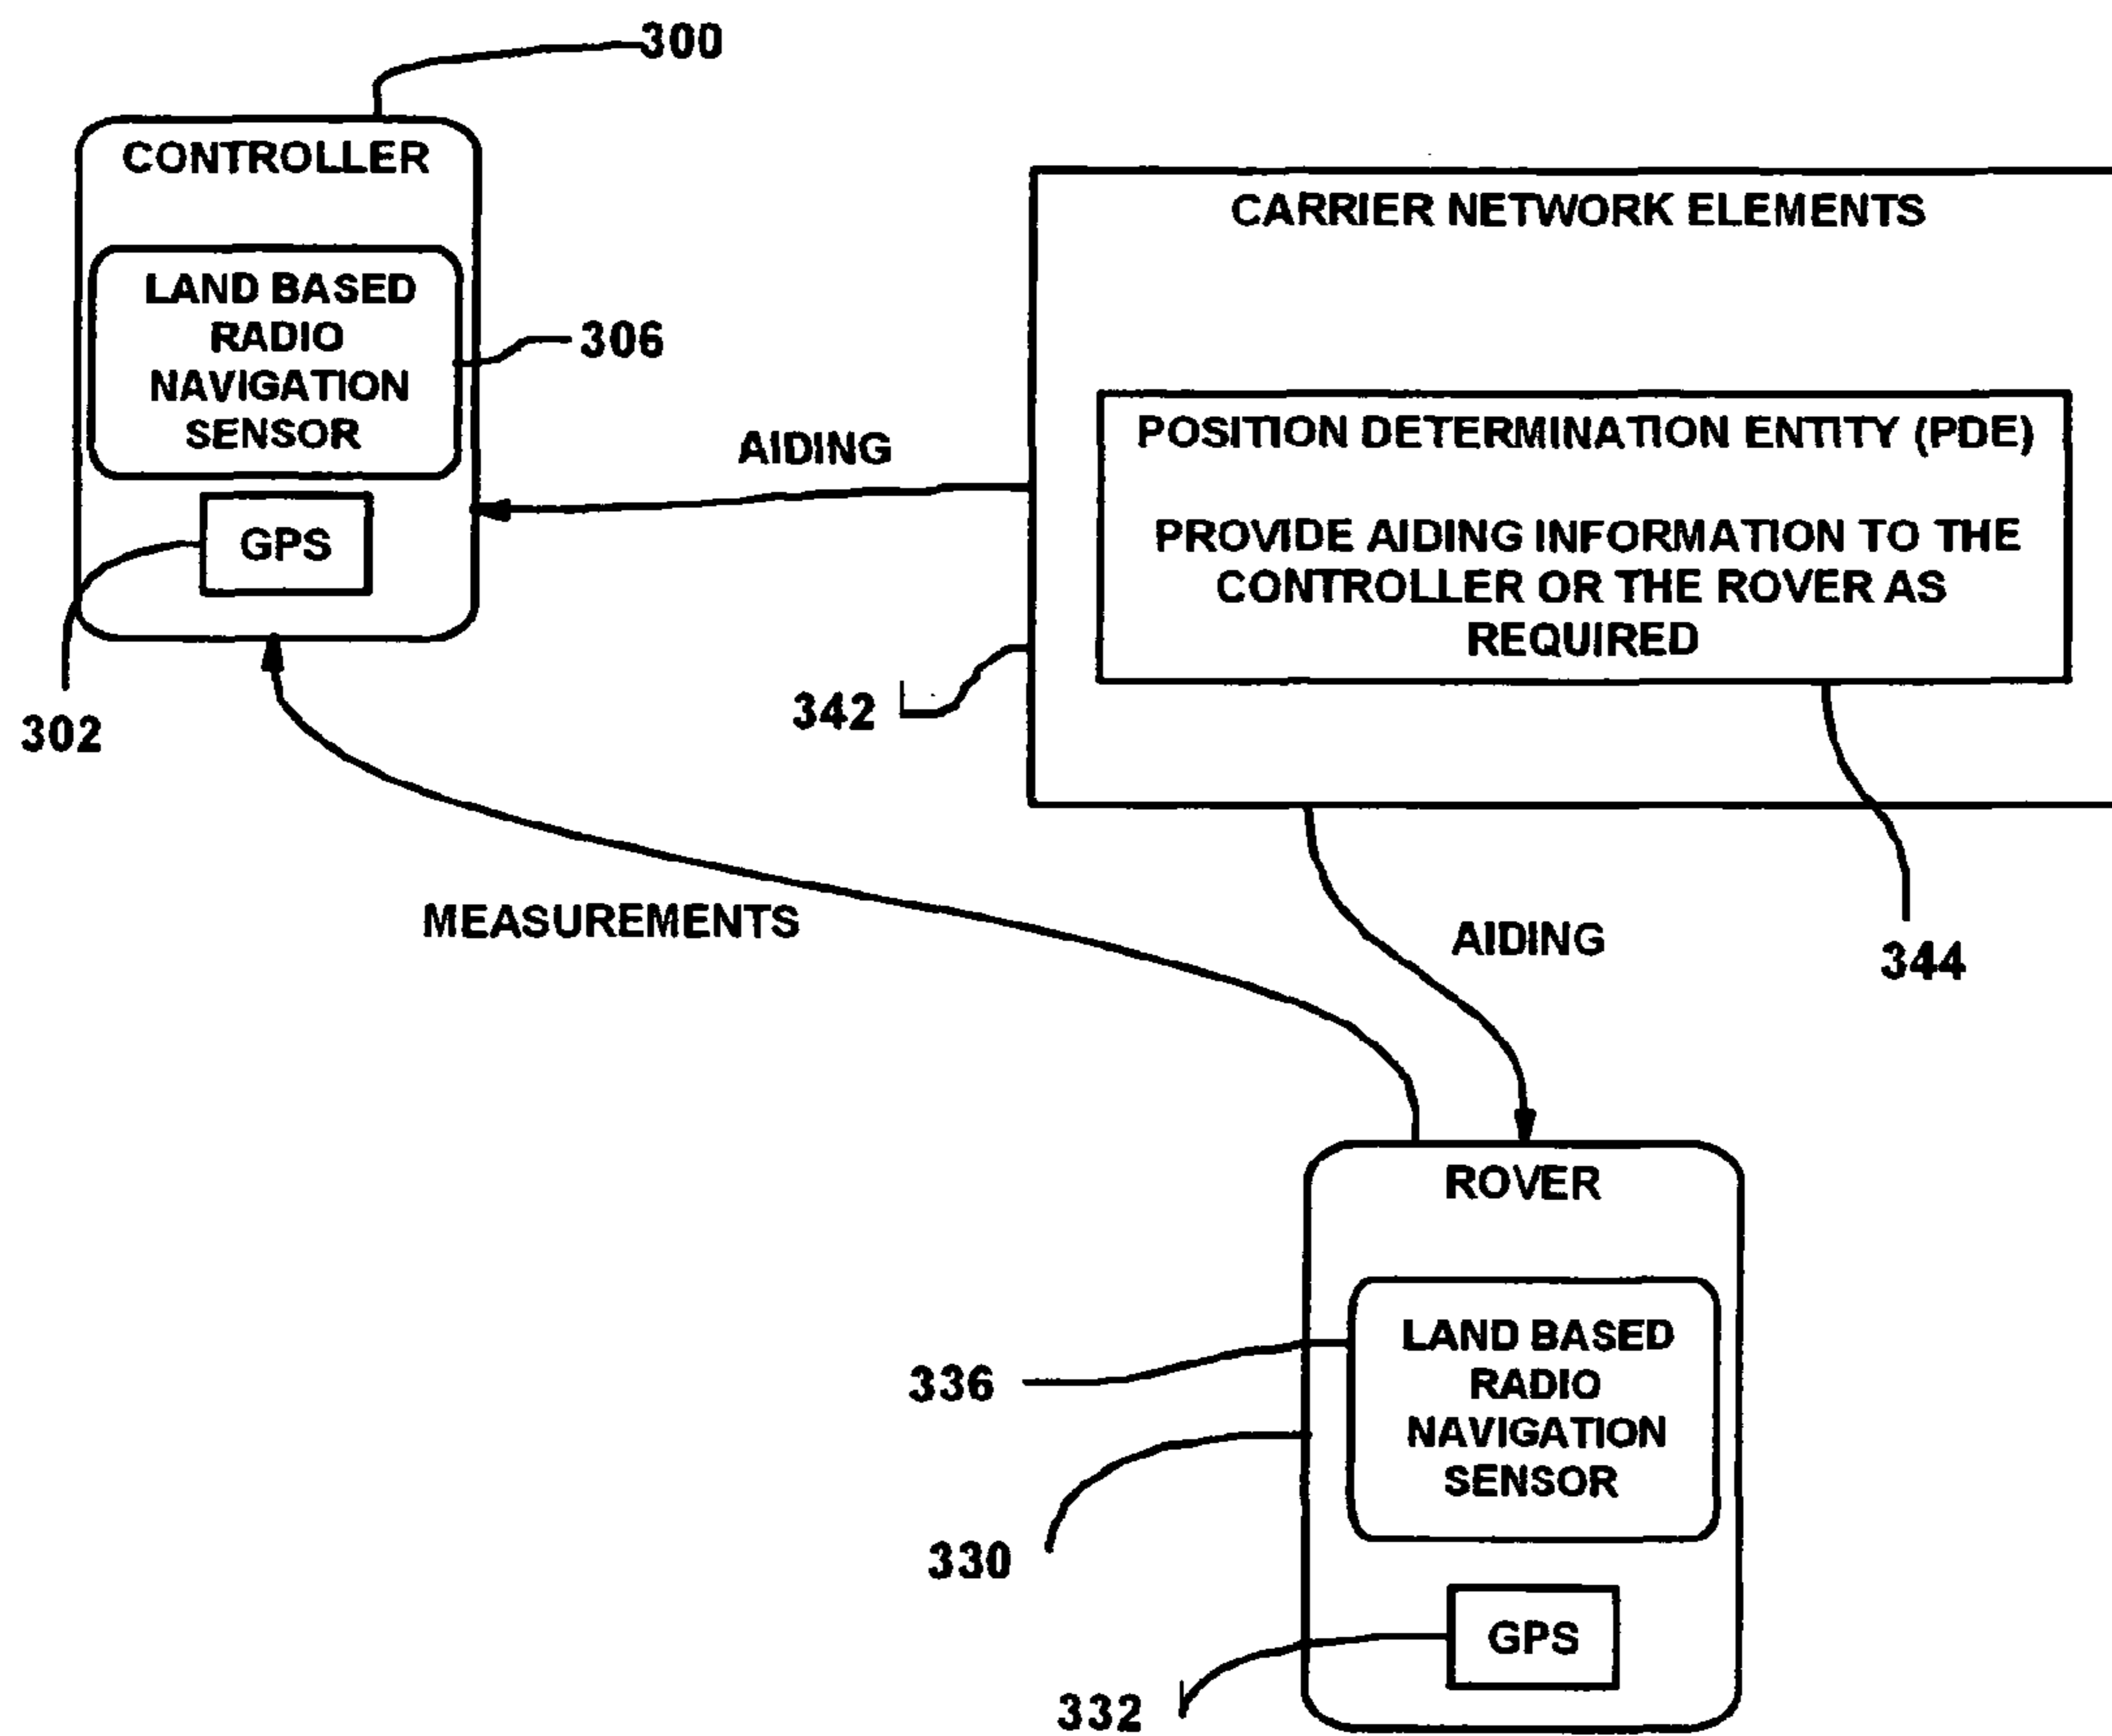 300
CONTROLLER
LAND BASED
RADIO
NAVIGATION
SENSOR
306
GPS
302
AIDING
CARRIER NETWORK ELEMENTS
POSITION DETERMINATION ENTITY (PDE)
PROVIDE AIDING INFORMATION TO THE
CONTROLLER OR THE ROVER AS
REQUIRED
342
344
MEASUREMENTS
AIDING
ROVER
LAND BASED
RADIO
NAVIGATION
SENSOR
336
330
GPS
332